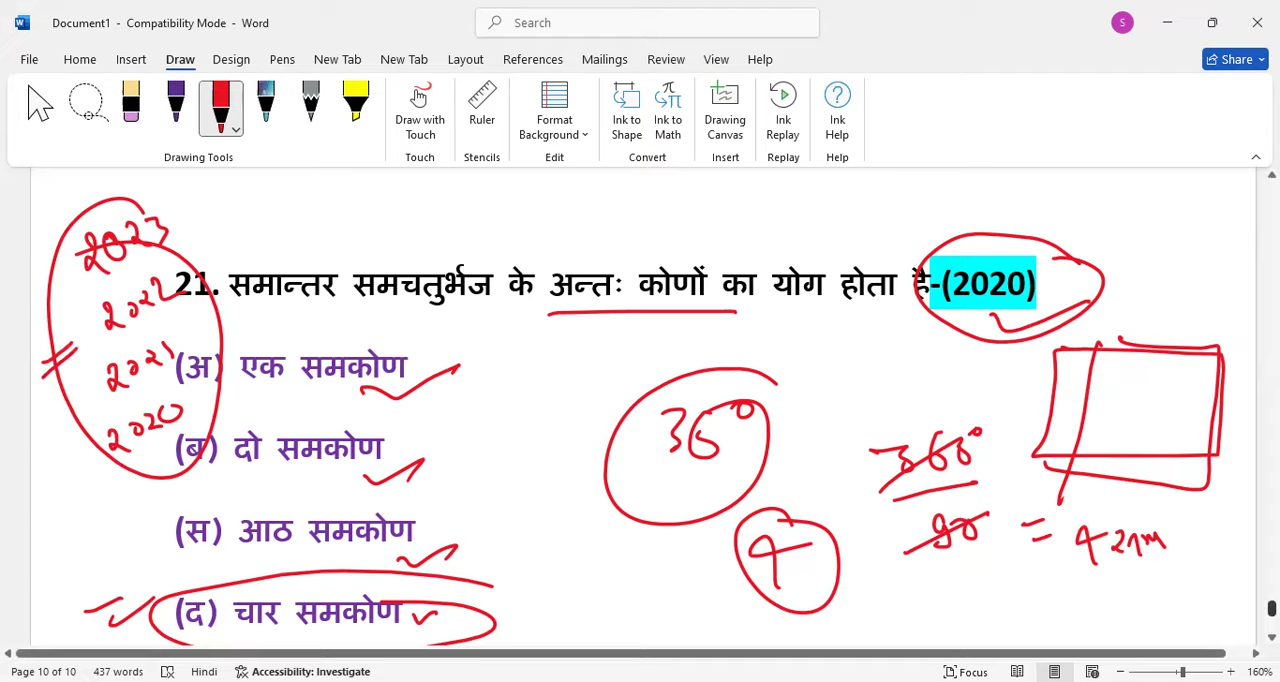 Document1 - Compatibility Mode - Word
Search
S
File Home Insert Draw Design Pens New Tab New Tab Layout References Mailings Review View Help
Share
Draw with Touch
Ruler
Format Background
Ink to Shape
Ink to Math
Drawing Canvas
Ink Replay
Ink Help
Drawing Tools Touch Stencils Edit Convert Insert Replay Help
2023
2022
2021
2020
21. समान्तर समचतुर्भज के अन्तः कोणों का योग होता है-(2020)
(अ) एक समकोण
(ब) दो समकोण
(स) आठ समकोण
(द) चार समकोण
360°
90
= 4
4
Page 10 of 10 437 words Hindi Accessibility: Investigate Focus 160%